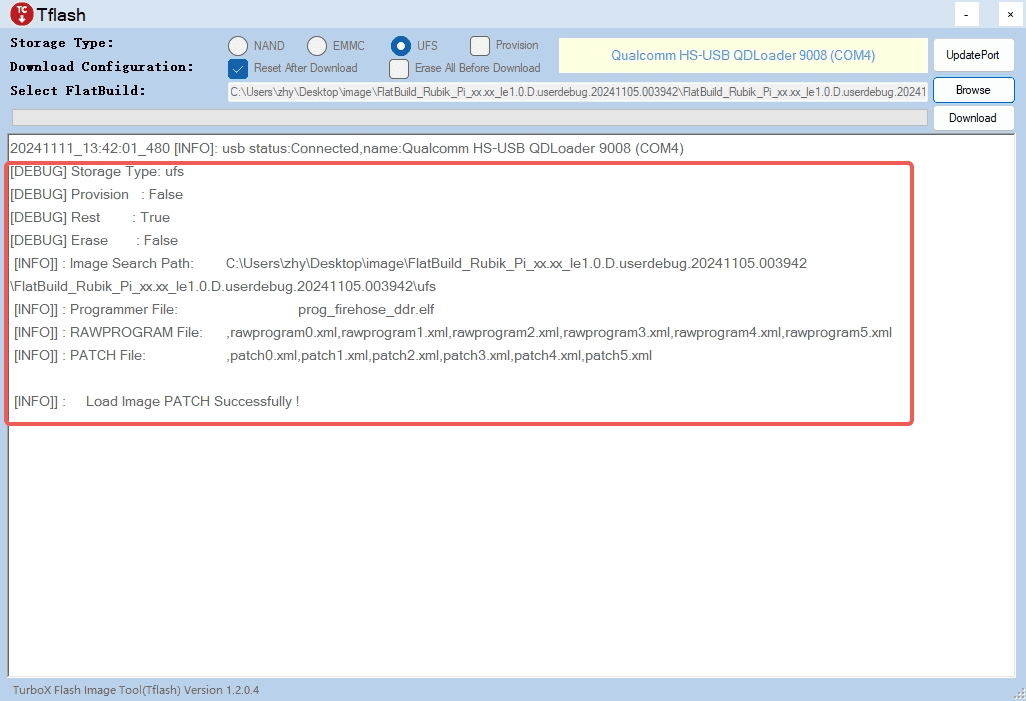 TC
Tflash
-
×
Storage Type:
NAND
EMMC
UFS
Provision
Qualcomm HS-USB QDLoader 9008 (COM4)
UpdatePort
Download Configuration:
Reset After Download
Erase All Before Download
Select FlatBuild:
C:\Users\zhy\Desktop\image\FlatBuild_Rubik_Pi_xx.xx_le1.0.D.userdebug.20241105.003942\FlatBuild_Rubik_Pi_xx.xx_le1.0.D.userdebug.20241
Browse
Download
20241111_13:42:01_480 [INFO]: usb status:Connected,name:Qualcomm HS-USB QDLoader 9008 (COM4)
[DEBUG] Storage Type: ufs
[DEBUG] Provision : False
[DEBUG] Rest : True
[DEBUG] Erase : False
[INFO]] : Image Search Path: C:\Users\zhy\Desktop\image\FlatBuild_Rubik_Pi_xx.xx_le1.0.D.userdebug.20241105.003942
\FlatBuild_Rubik_Pi_xx.xx_le1.0.D.userdebug.20241105.003942\ufs
[INFO]] : Programmer File: prog_firehose_ddr.elf
[INFO]] : RAWPROGRAM File: ,rawprogram0.xml,rawprogram1.xml,rawprogram2.xml,rawprogram3.xml,rawprogram4.xml,rawprogram5.xml
[INFO]] : PATCH File: ,patch0.xml,patch1.xml,patch2.xml,patch3.xml,patch4.xml,patch5.xml
[INFO]] : Load Image PATCH Successfully !
TurboX Flash Image Tool(Tflash) Version 1.2.0.4